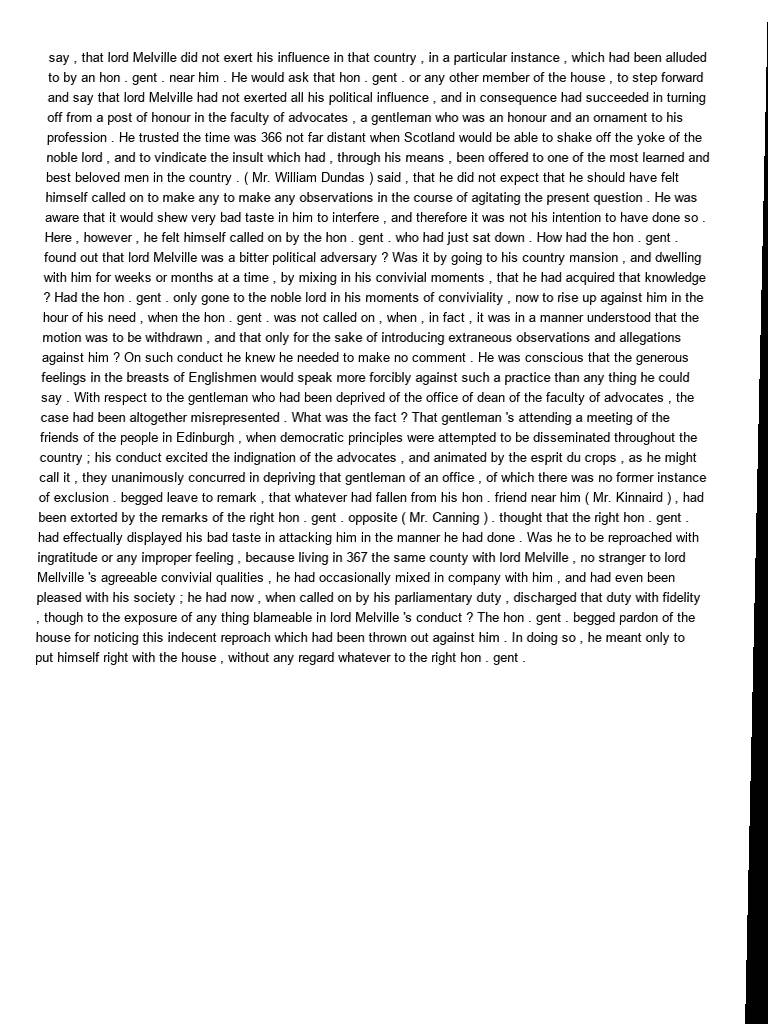 say , that lord Melville did not exert his influence in that country , in a particular instance , which had been alluded
to by an hon . gent . near him . He would ask that hon . gent . or any other member of the house , to step forward
and say that lord Melville had not exerted all his political influence , and in consequence had succeeded in turning
off from a post of honour in the faculty of advocates , a gentleman who was an honour and an ornament to his
profession . He trusted the time was 366 not far distant when Scotland would be able to shake off the yoke of the
noble lord , and to vindicate the insult which had , through his means , been offered to one of the most learned and
best beloved men in the country . ( Mr. William Dundas ) said , that he did not expect that he should have felt
himself called on to make any to make any observations in the course of agitating the present question . He was
aware that it would shew very bad taste in him to interfere , and therefore it was not his intention to have done so .
Here , however , he felt himself called on by the hon . gent . who had just sat down . How had the hon . gent .
found out that lord Melville was a bitter political adversary ? Was it by going to his country mansion , and dwelling
with him for weeks or months at a time , by mixing in his convivial moments , that he had acquired that knowledge
? Had the hon . gent . only gone to the noble lord in his moments of conviviality , now to rise up against him in the
hour of his need , when the hon . gent . was not called on , when , in fact , it was in a manner understood that the
motion was to be withdrawn , and that only for the sake of introducing extraneous observations and allegations
against him ? On such conduct he knew he needed to make no comment . He was conscious that the generous
feelings in the breasts of Englishmen would speak more forcibly against such a practice than any thing he could
say . With respect to the gentleman who had been deprived of the office of dean of the faculty of advocates , the
case had been altogether misrepresented . What was the fact ? That gentleman 's attending a meeting of the
friends of the people in Edinburgh , when democratic principles were attempted to be disseminated throughout the
country ; his conduct excited the indignation of the advocates , and animated by the esprit du crops , as he might
call it , they unanimously concurred in depriving that gentleman of an office , of which there was no former instance
of exclusion . begged leave to remark , that whatever had fallen from his hon . friend near him ( Mr. Kinnaird ) , had
been extorted by the remarks of the right hon . gent . opposite ( Mr. Canning ) . thought that the right hon . gent .
had effectually displayed his bad taste in attacking him in the manner he had done . Was he to be reproached with
ingratitude or any improper feeling , because living in 367 the same county with lord Melville , no stranger to lord
Mellville 's agreeable convivial qualities , he had occasionally mixed in company with him , and had even been
pleased with his society ; he had now , when called on by his parliamentary duty , discharged that duty with fidelity
, though to the exposure of any thing blameable in lord Melville 's conduct ? The hon . gent . begged pardon of the
house for noticing this indecent reproach which had been thrown out against him . In doing so , he meant only to
put himself right with the house , without any regard whatever to the right hon . gent .